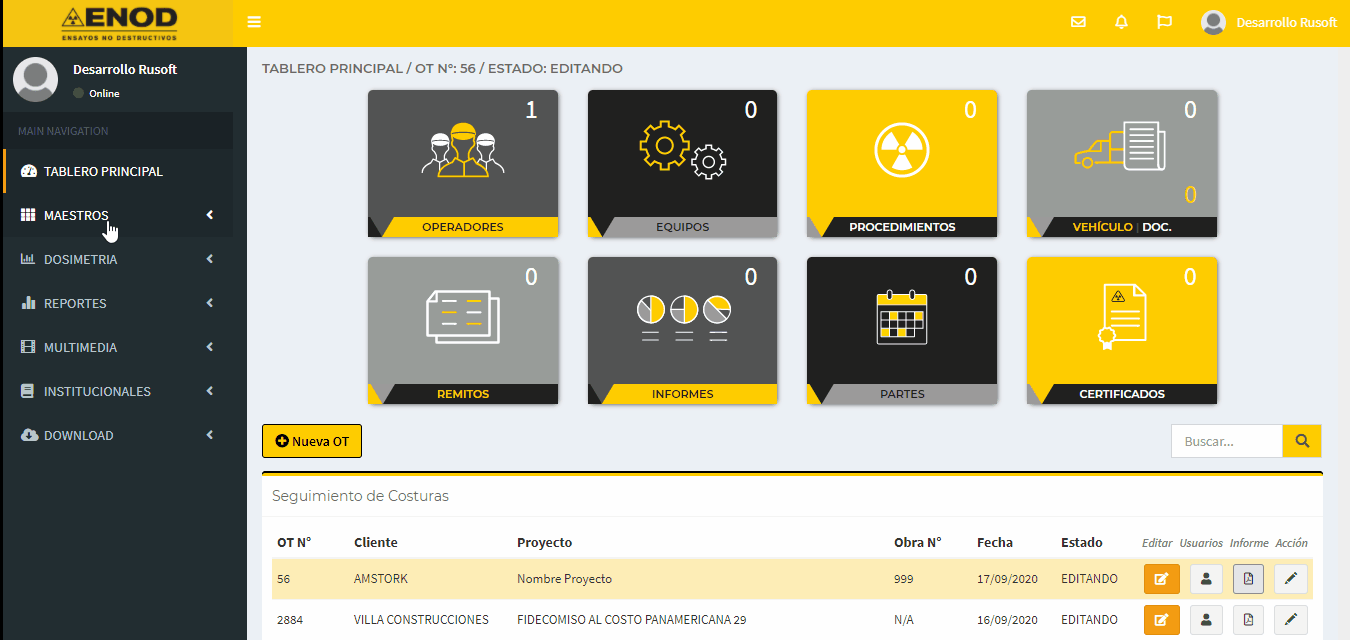 ENOD
ENSAYOS NO DESTRUCTIVOS
Desarrollo Rusoft
Desarrollo Rusoft
Online
MAIN NAVIGATION
TABLERO PRINCIPAL
MAESTROS
DOSIMETRIA
REPORTES
MULTIMEDIA
INSTITUCIONALES
DOWNLOAD
TABLERO PRINCIPAL / OT N°: 56 / ESTADO: EDITANDO
1
OPERADORES
0
EQUIPOS
0
PROCEDIMIENTOS
0
0
VEHÍCULO | DOC.
0
REMITOS
0
INFORMES
0
PARTES
0
CERTIFICADOS
Nueva OT
Buscar...
Seguimiento de Costuras
OT N° Cliente Proyecto Obra N° Fecha Estado Editar Usuarios Informe Acción
56 AMSTORK Nombre Proyecto 999 17/09/2020 EDITANDO
2884 VILLA CONSTRUCCIONES FIDECOMISO AL COSTO PANAMERICANA 29 N/A 16/09/2020 EDITANDO